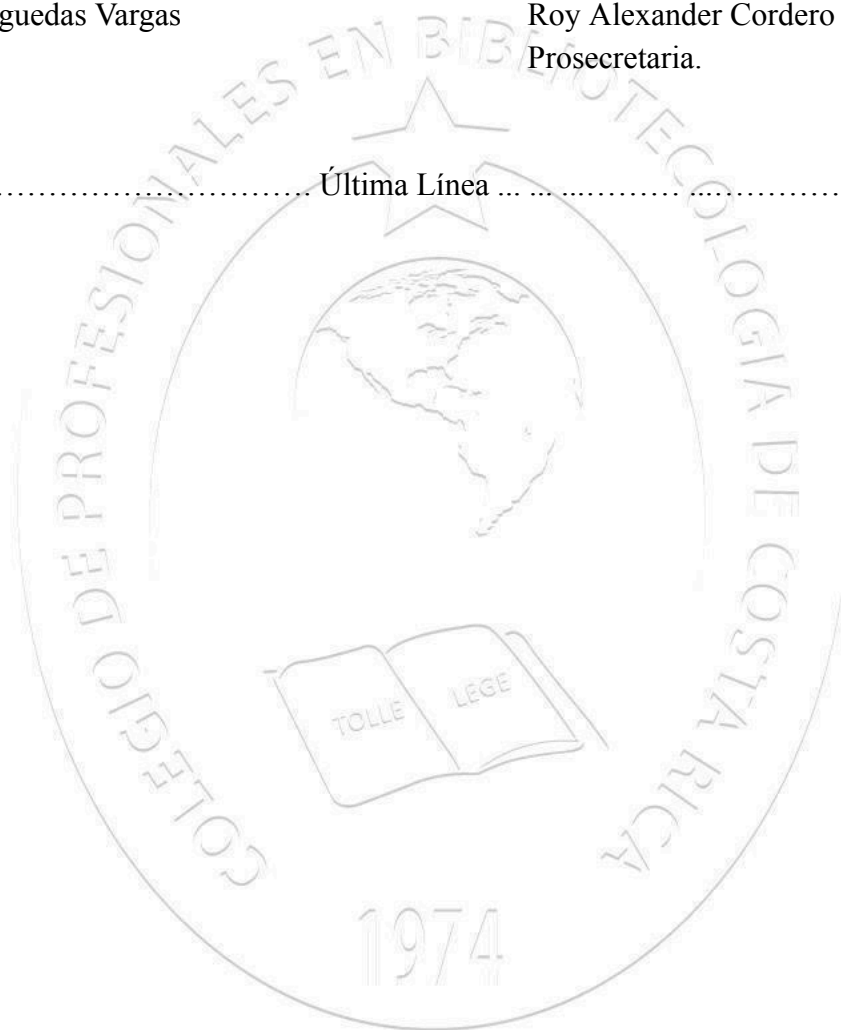 guedas Vargas Roy Alexander Cordero
Prosecretaria.
…………………………………. Última Línea ... ... ...……………………………
COLEGIO DE PROFESIONALES EN BIBLIOTECOLOGIA DE COSTA RICA
TOLLE LEGE
1974